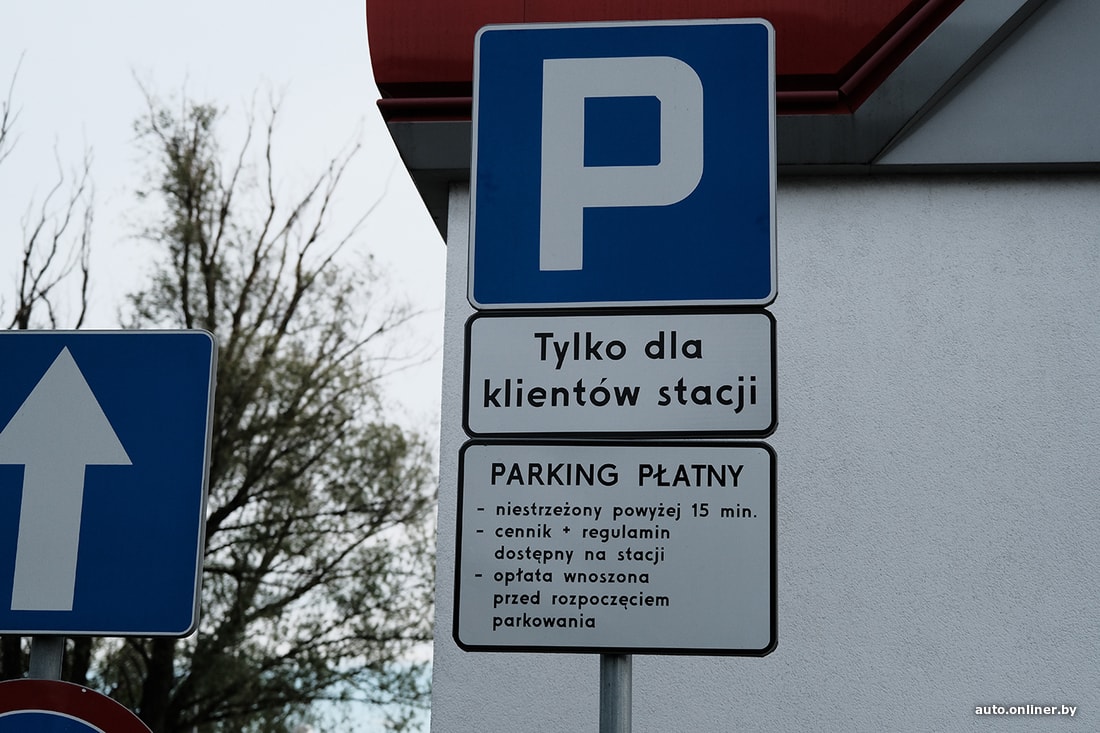 P
Tylko dla
klientów stacji
PARKING PŁATNY
- niestrzeżony powyżej 15 min.
- cennik + regulamin
dostępny na stacji
- opłata wnoszona
przed rozpoczęciem
parkowania
auto.onliner.by